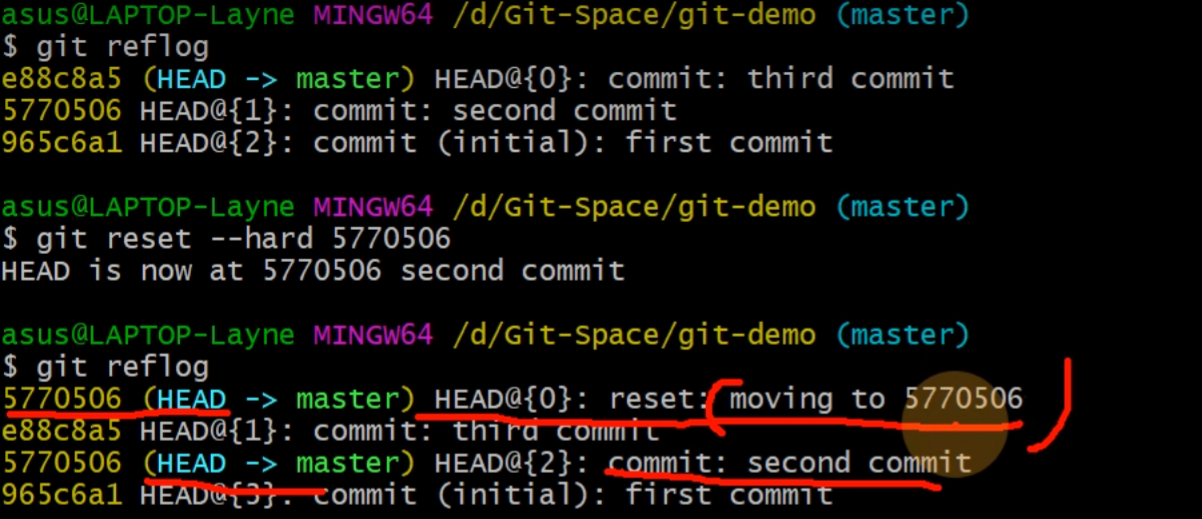 asus@LAPTOP-Layne MINGW64 /d/Git-Space/git-demo (master)
$ git reflog
e88c8a5 (HEAD -> master) HEAD@{0}: commit: third commit
5770506 HEAD@{1}: commit: second commit
965c6a1 HEAD@{2}: commit (initial): first commit
asus@LAPTOP-Layne MINGW64 /d/Git-Space/git-demo (master)
$ git reset --hard 5770506
HEAD is now at 5770506 second commit
asus@LAPTOP-Layne MINGW64 /d/Git-Space/git-demo (master)
$ git reflog
5770506 (HEAD -> master) HEAD@{0}: reset: moving to 5770506
e88c8a5 HEAD@{1}: commit: third commit
5770506 (HEAD -> master) HEAD@{2}: commit: second commit
965c6a1 HEAD@{3}: commit (initial): first commit